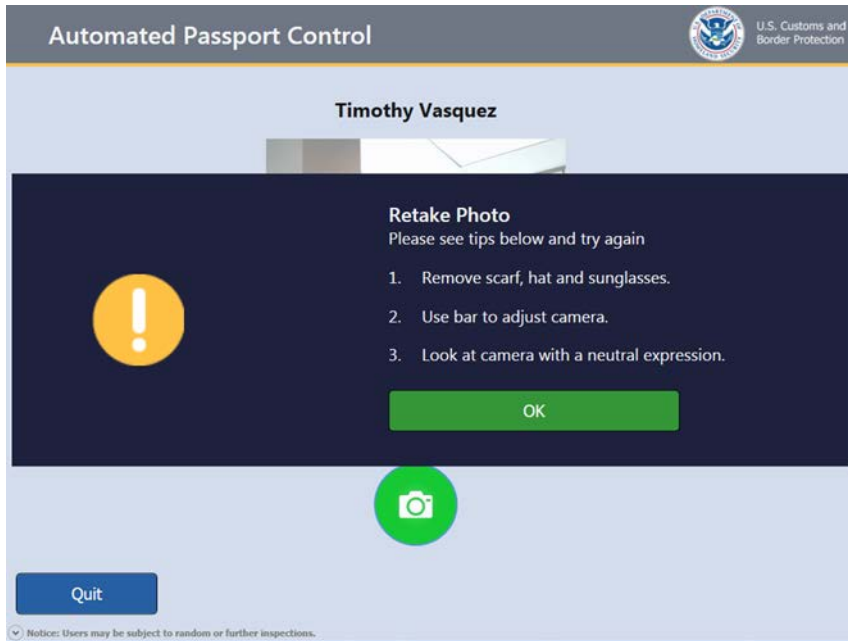 Automated Passport Control
U.S. Customs and
Border Protection
Timothy Vasquez
Retake Photo
Please see tips below and try again
1. Remove scarf, hat and sunglasses.
2. Use bar to adjust camera.
3. Look at camera with a neutral expression.
OK
Quit
Notice: Users may be subject to random or further inspections.